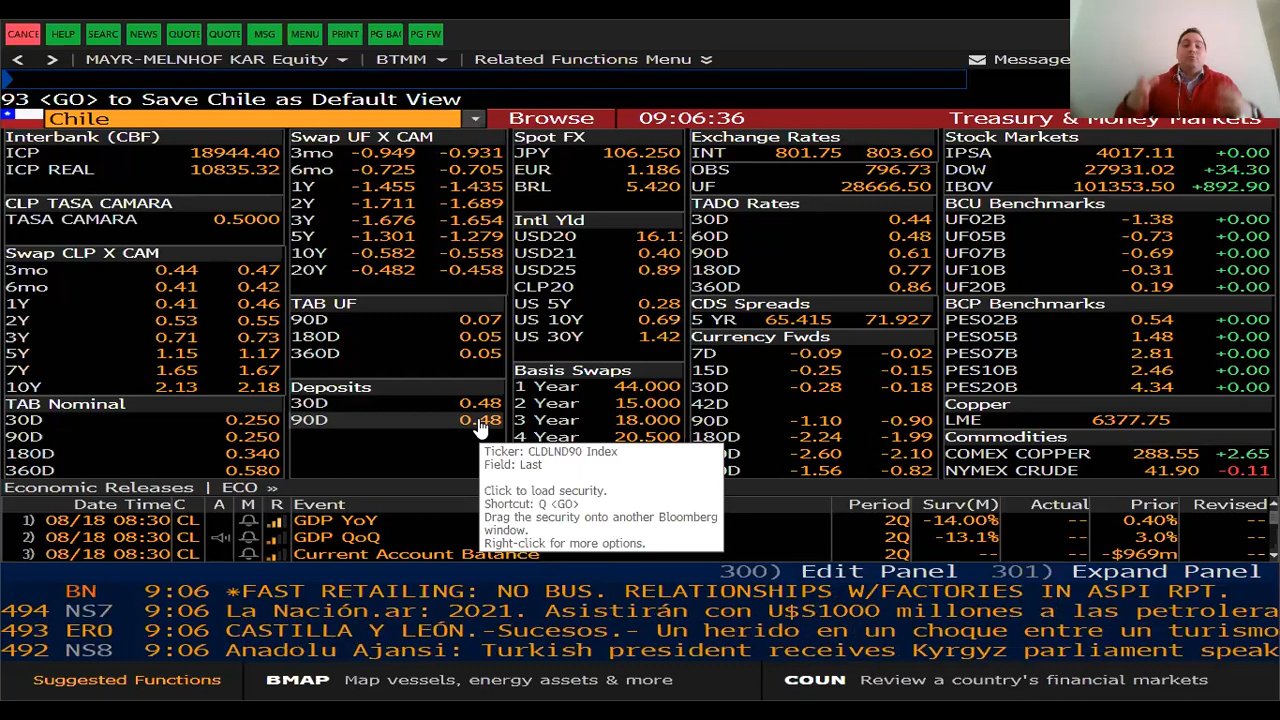 CANCE HELP SEARC NEWS QUOTE QUOTE MSG MENU PRINT PG BAC PG FW
< > MAYR-MELNHOF KAR Equity BTMM Related Functions Menu Message
93 <GO> to Save Chile as Default View
Chile Browse 09:06:36 Treasury & Money Markets
Interbank (CBF)
ICP 18944.40
ICP REAL 10835.32
CLP TASA CAMARA
TASA CAMARA 0.5000
Swap CLP X CAM
3mo 0.44 0.47
6mo 0.41 0.42
1Y 0.41 0.46
2Y 0.53 0.55
3Y 0.71 0.73
5Y 1.15 1.17
7Y 1.65 1.67
10Y 2.13 2.18
TAB Nominal
30D 0.250
90D 0.250
180D 0.340
360D 0.580
Swap UF X CAM
3mo -0.949 -0.931
6mo -0.725 -0.705
1Y -1.455 -1.435
2Y -1.711 -1.689
3Y -1.676 -1.654
5Y -1.301 -1.279
10Y -0.582 -0.558
20Y -0.482 -0.458
TAB UF
90D 0.07
180D 0.05
360D 0.05
Deposits
30D 0.48
90D 0.48
Spot FX
JPY 106.250
EUR 1.186
BRL 5.420
Intl Yld
USD20 16.1
USD21 0.40
USD25 0.89
CLP20
US 5Y 0.28
US 10Y 0.69
US 30Y 1.42
Basis Swaps
1 Year 44.000
2 Year 15.000
3 Year 18.000
4 Year 20.500
Ticker: CLDLND90 Index
Field: Last
Click to load security.
Shortcut: Q <GO>
Drag the security onto another Bloomberg
window.
Right-click for more options.
Exchange Rates
INT 801.75 803.60
OBS 796.73
UF 28666.50
TADO Rates
30D 0.44
60D 0.48
90D 0.61
180D 0.77
360D 0.86
CDS Spreads
5 YR 65.415 71.927
Currency Fwds
7D -0.09 -0.02
15D -0.25 -0.15
30D -0.28 -0.18
42D
90D -1.10 -0.90
180D -2.24 -1.99
-2.60 -2.10
-1.56 -0.82
Stock Markets
IPSA 4017.11 +0.00
DOW 27931.02 +34.30
IBOV 101353.50 +892.90
BCU Benchmarks
UF02B -1.38 +0.00
UF05B -0.73 +0.00
UF07B -0.69 +0.00
UF10B -0.31 +0.00
UF20B 0.19 +0.00
BCP Benchmarks
PES02B 0.54 +0.00
PES05B 1.48 +0.00
PES07B 2.81 +0.00
PES10B 2.46 +0.00
PES20B 4.34 +0.00
Copper
LME 6377.75
Commodities
COMEX COPPER 288.55 +2.65
NYMEX CRUDE 41.90 -0.11
Economic Releases | ECO »
Date Time C A M R Event Period Surv(M) Actual Prior Revised
1) 08/18 08:30 CL GDP YoY 2Q -14.00% -- 0.40% --
2) 08/18 08:30 CL GDP QoQ 2Q -13.1% -- 3.0% --
3) 08/18 08:30 CL Current Account Balance 2Q -- -- -$969m --
300) Edit Panel 301) Expand Panel
BN 9:06 *FAST RETAILING: NO BUS. RELATIONSHIPS W/FACTORIES IN ASPI RPT.
494 NS7 9:06 La Nación.ar: 2021. Asistirán con U$S1000 millones a las petrolera
493 ERO 9:06 CASTILLA Y LEÓN.-Sucesos.- Un herido en un choque entre un turismo
492 NS8 9:06 Anadolu Ajansi: Turkish president receives Kyrgyz parliament speak
Suggested Functions BMAP Map vessels, energy assets & more COUN Review a country's financial markets